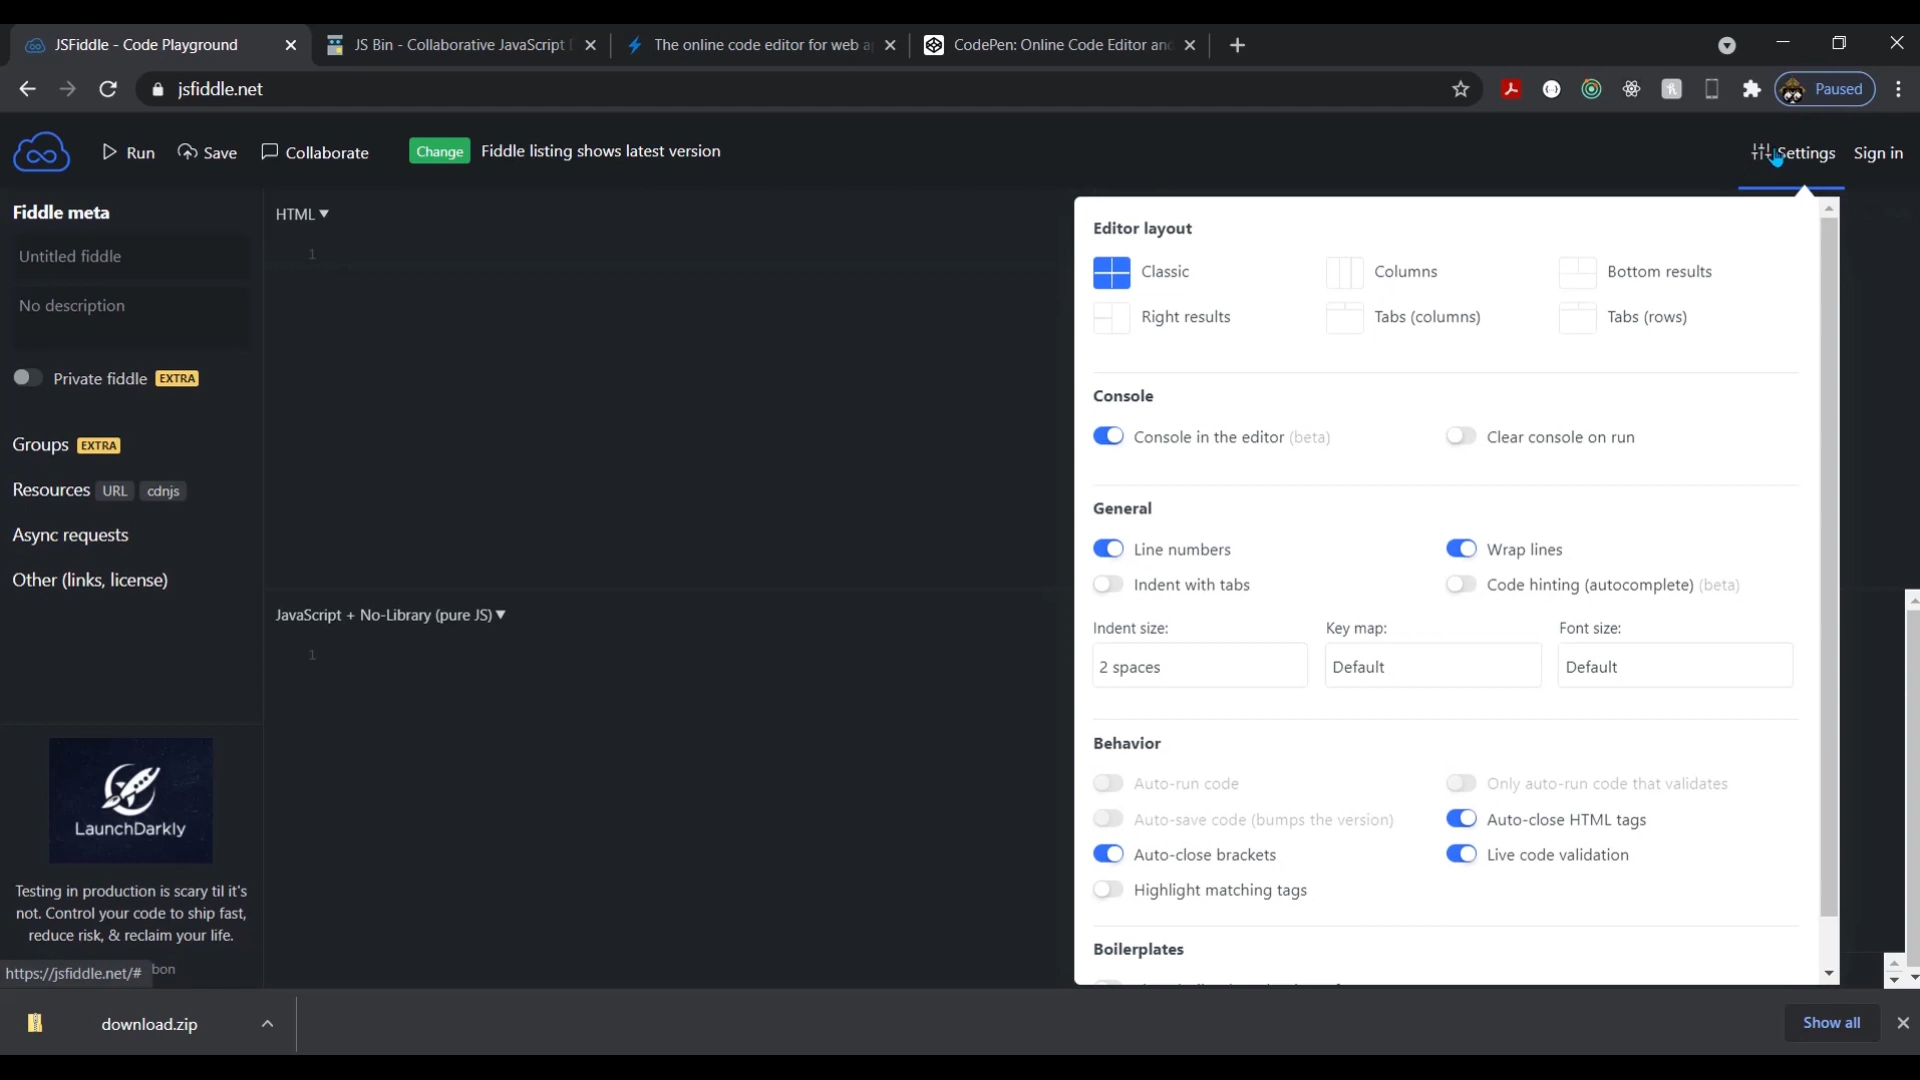 JSFiddle - Code Playground
JS Bin - Collaborative JavaScript
The online code editor for web a
CodePen: Online Code Editor an
jsfiddle.net
Paused
Run
Save
Collaborate
Change
Fiddle listing shows latest version
Settings
Sign in
Fiddle meta
Untitled fiddle
No description
Private fiddle EXTRA
Groups EXTRA
Resources URL cdnjs
Async requests
Other (links, license)
LaunchDarkly
Testing in production is scary til it's
not. Control your code to ship fast,
reduce risk, & reclaim your life.
https://jsfiddle.net/# bon
HTML
1
JavaScript + No-Library (pure JS)
1
Editor layout
Classic Columns Bottom results
Right results Tabs (columns) Tabs (rows)
Console
Console in the editor (beta) Clear console on run
General
Line numbers Wrap lines
Indent with tabs Code hinting (autocomplete) (beta)
Indent size: Key map: Font size:
2 spaces Default Default
Behavior
Auto-run code Only auto-run code that validates
Auto-save code (bumps the version) Auto-close HTML tags
Auto-close brackets Live code validation
Highlight matching tags
Boilerplates
download.zip
Show all